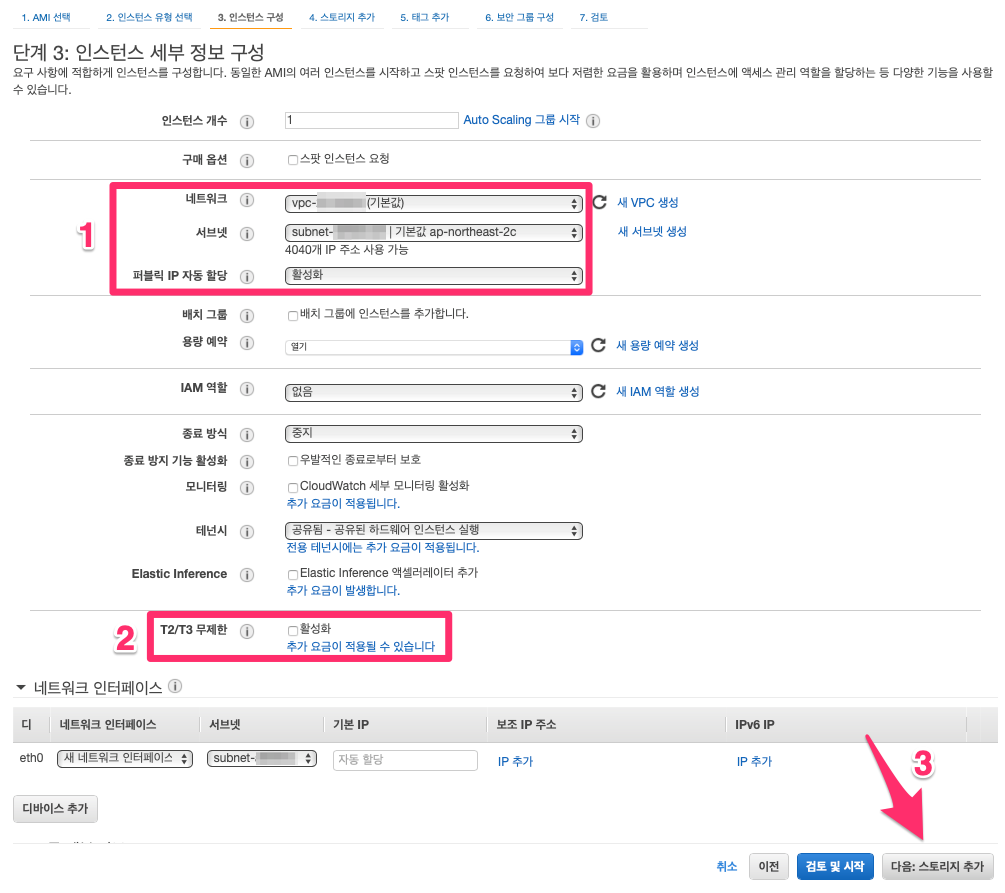 1. AMI 선택 2. 인스턴스 유형 선택 3. 인스턴스 구성 4. 스토리지 추가 5. 태그 추가 6. 보안 그룹 구성 7. 검토
단계 3: 인스턴스 세부 정보 구성
요구 사항에 적합하게 인스턴스를 구성합니다. 동일한 AMI의 여러 인스턴스를 시작하고 스팟 인스턴스를 요청하여 보다 저렴한 요금을 활용하며 인스턴스에 액세스 관리 역할을 할당하는 등 다양한 기능을 사용할
수 있습니다.
인스턴스 개수 1 Auto Scaling 그룹 시작
구매 옵션 스팟 인스턴스 요청
1
네트워크 vpc- (기본값) 새 VPC 생성
서브넷 subnet- | 기본값 ap-northeast-2c 새 서브넷 생성
4040개 IP 주소 사용 가능
퍼블릭 IP 자동 할당 활성화
배치 그룹 배치 그룹에 인스턴스를 추가합니다.
용량 예약 열기 새 용량 예약 생성
IAM 역할 없음 새 IAM 역할 생성
종료 방식 중지
종료 방지 기능 활성화 우발적인 종료로부터 보호
모니터링 CloudWatch 세부 모니터링 활성화
추가 요금이 적용됩니다.
테넌시 공유됨 - 공유된 하드웨어 인스턴스 실행
전용 테넌시에는 추가 요금이 적용됩니다.
Elastic Inference Elastic Inference 액셀러레이터 추가
추가 요금이 발생합니다.
2
T2/T3 무제한 활성화
추가 요금이 적용될 수 있습니다
네트워크 인터페이스
디 네트워크 인터페이스 서브넷 기본 IP 보조 IP 주소 IPv6 IP
eth0 새 네트워크 인터페이스 subnet- 자동 할당 IP 추가 IP 추가
3
디바이스 추가
취소 이전 검토 및 시작 다음: 스토리지 추가